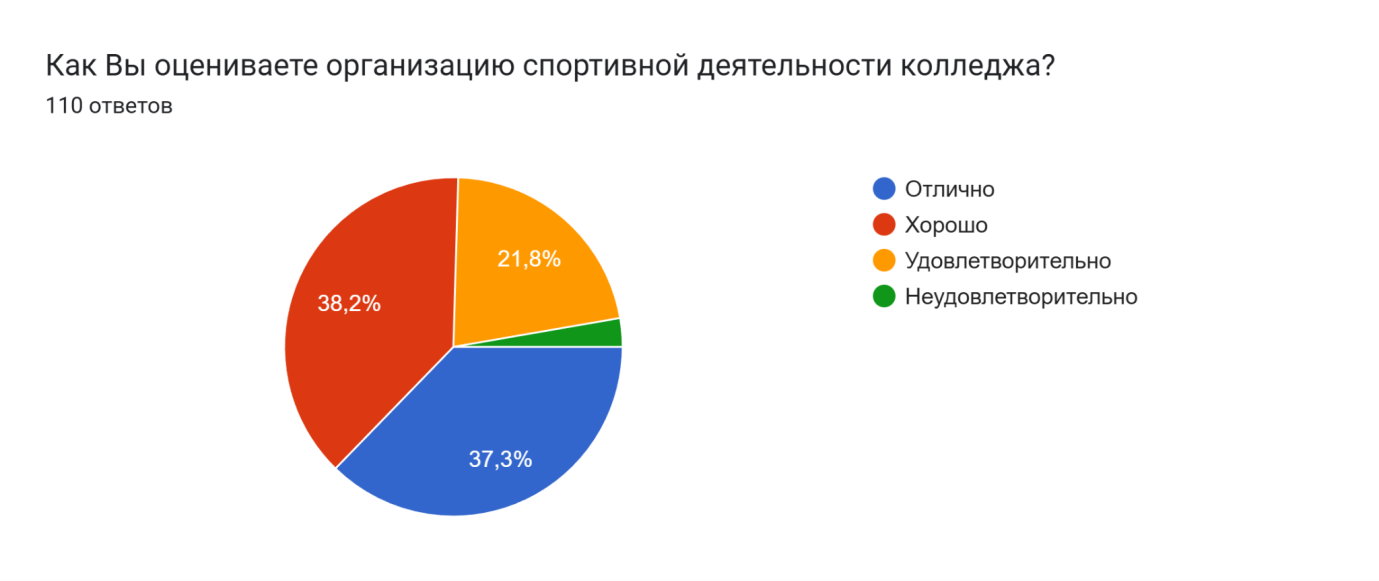 Как Вы оцениваете организацию спортивной деятельности колледжа?
110 ответов
21,8%
38,2%
37,3%
Отлично
Хорошо
Удовлетворительно
Неудовлетворительно